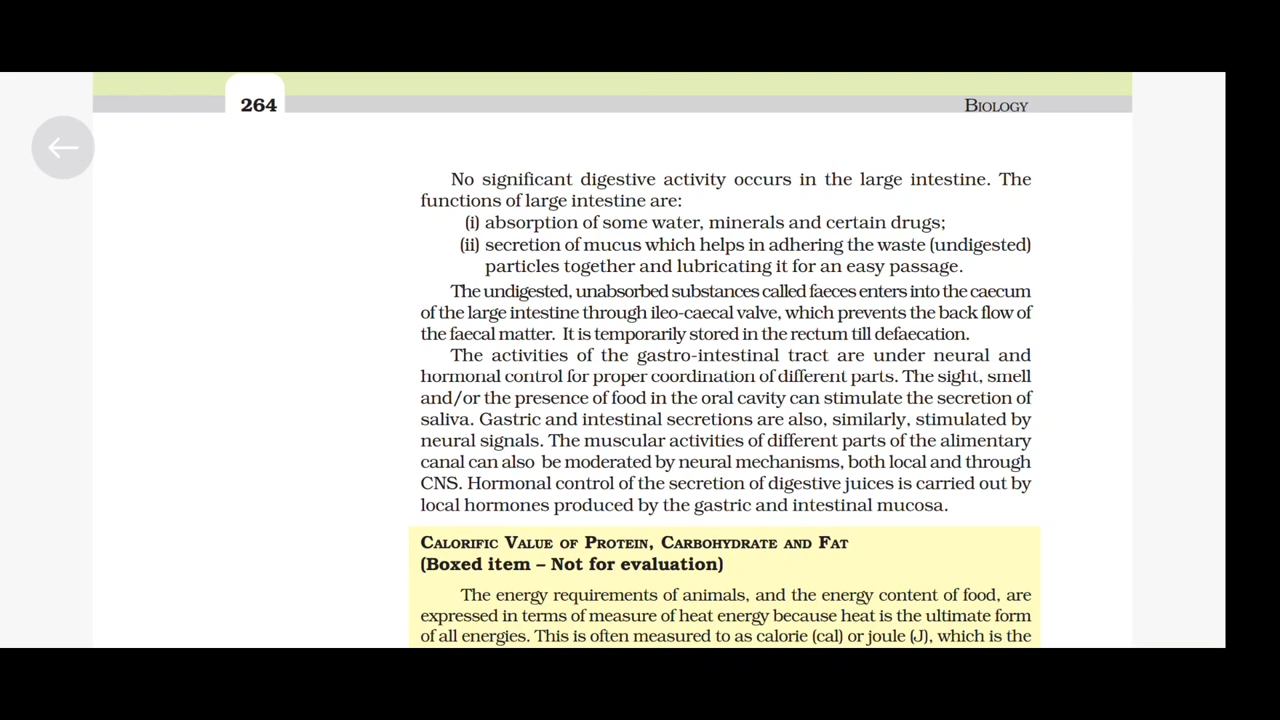 264
BIOLOGY
No significant digestive activity occurs in the large intestine. The
functions of large intestine are:
(i) absorption of some water, minerals and certain drugs;
(ii) secretion of mucus which helps in adhering the waste (undigested)
particles together and lubricating it for an easy passage.
The undigested, unabsorbed substances called faeces enters into the caecum
of the large intestine through ileo-caecal valve, which prevents the back flow of
the faecal matter. It is temporarily stored in the rectum till defaecation.
The activities of the gastro-intestinal tract are under neural and
hormonal control for proper coordination of different parts. The sight, smell
and/or the presence of food in the oral cavity can stimulate the secretion of
saliva. Gastric and intestinal secretions are also, similarly, stimulated by
neural signals. The muscular activities of different parts of the alimentary
canal can also be moderated by neural mechanisms, both local and through
CNS. Hormonal control of the secretion of digestive juices is carried out by
local hormones produced by the gastric and intestinal mucosa.
CALORIFIC VALUE OF PROTEIN, CARBOHYDRATE AND FAT
(Boxed item – Not for evaluation)
The energy requirements of animals, and the energy content of food, are
expressed in terms of measure of heat energy because heat is the ultimate form
of all energies. This is often measured to as calorie (cal) or joule (J), which is the